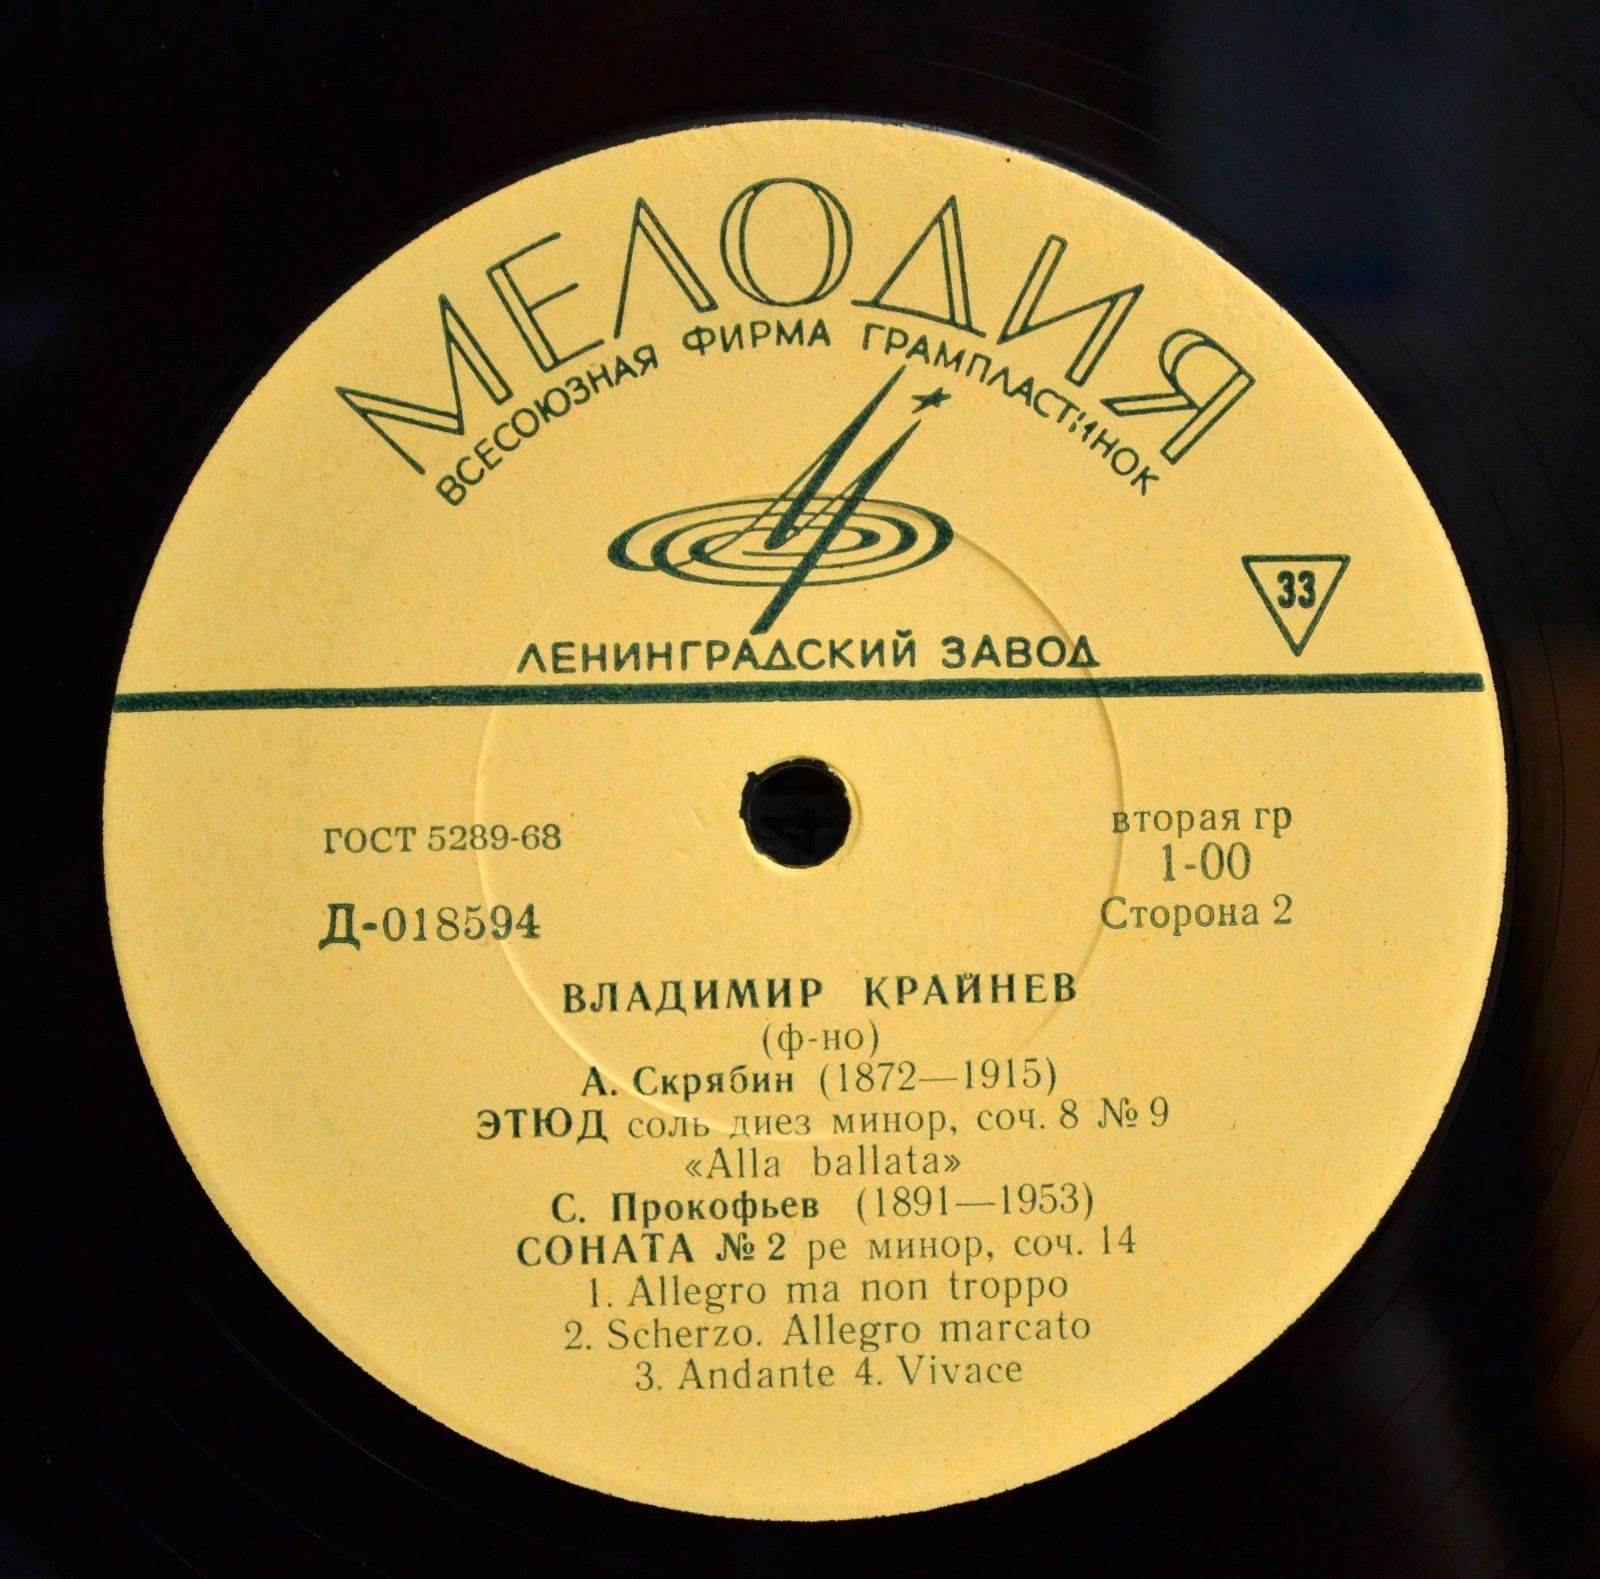 МЕЛОДИЯ
ВСЕСОЮЗНАЯ ФИРМА ГРАМПЛАСТИНОК
33
ЛЕНИНГРАДСКИЙ ЗАВОД
ГОСТ 5289-68
Д-018594
вторая гр
1-00
Сторона 2
ВЛАДИМИР КРАЙНЕВ
(ф-но)
А. Скрябин (1872—1915)
ЭТЮД соль диез минор, соч. 8 № 9
«Alla ballata»
С. Прокофьев (1891—1953)
СОНАТА № 2 ре минор, соч. 14
1. Allegro ma non troppo
2. Scherzo. Allegro marcato
3. Andante 4. Vivace